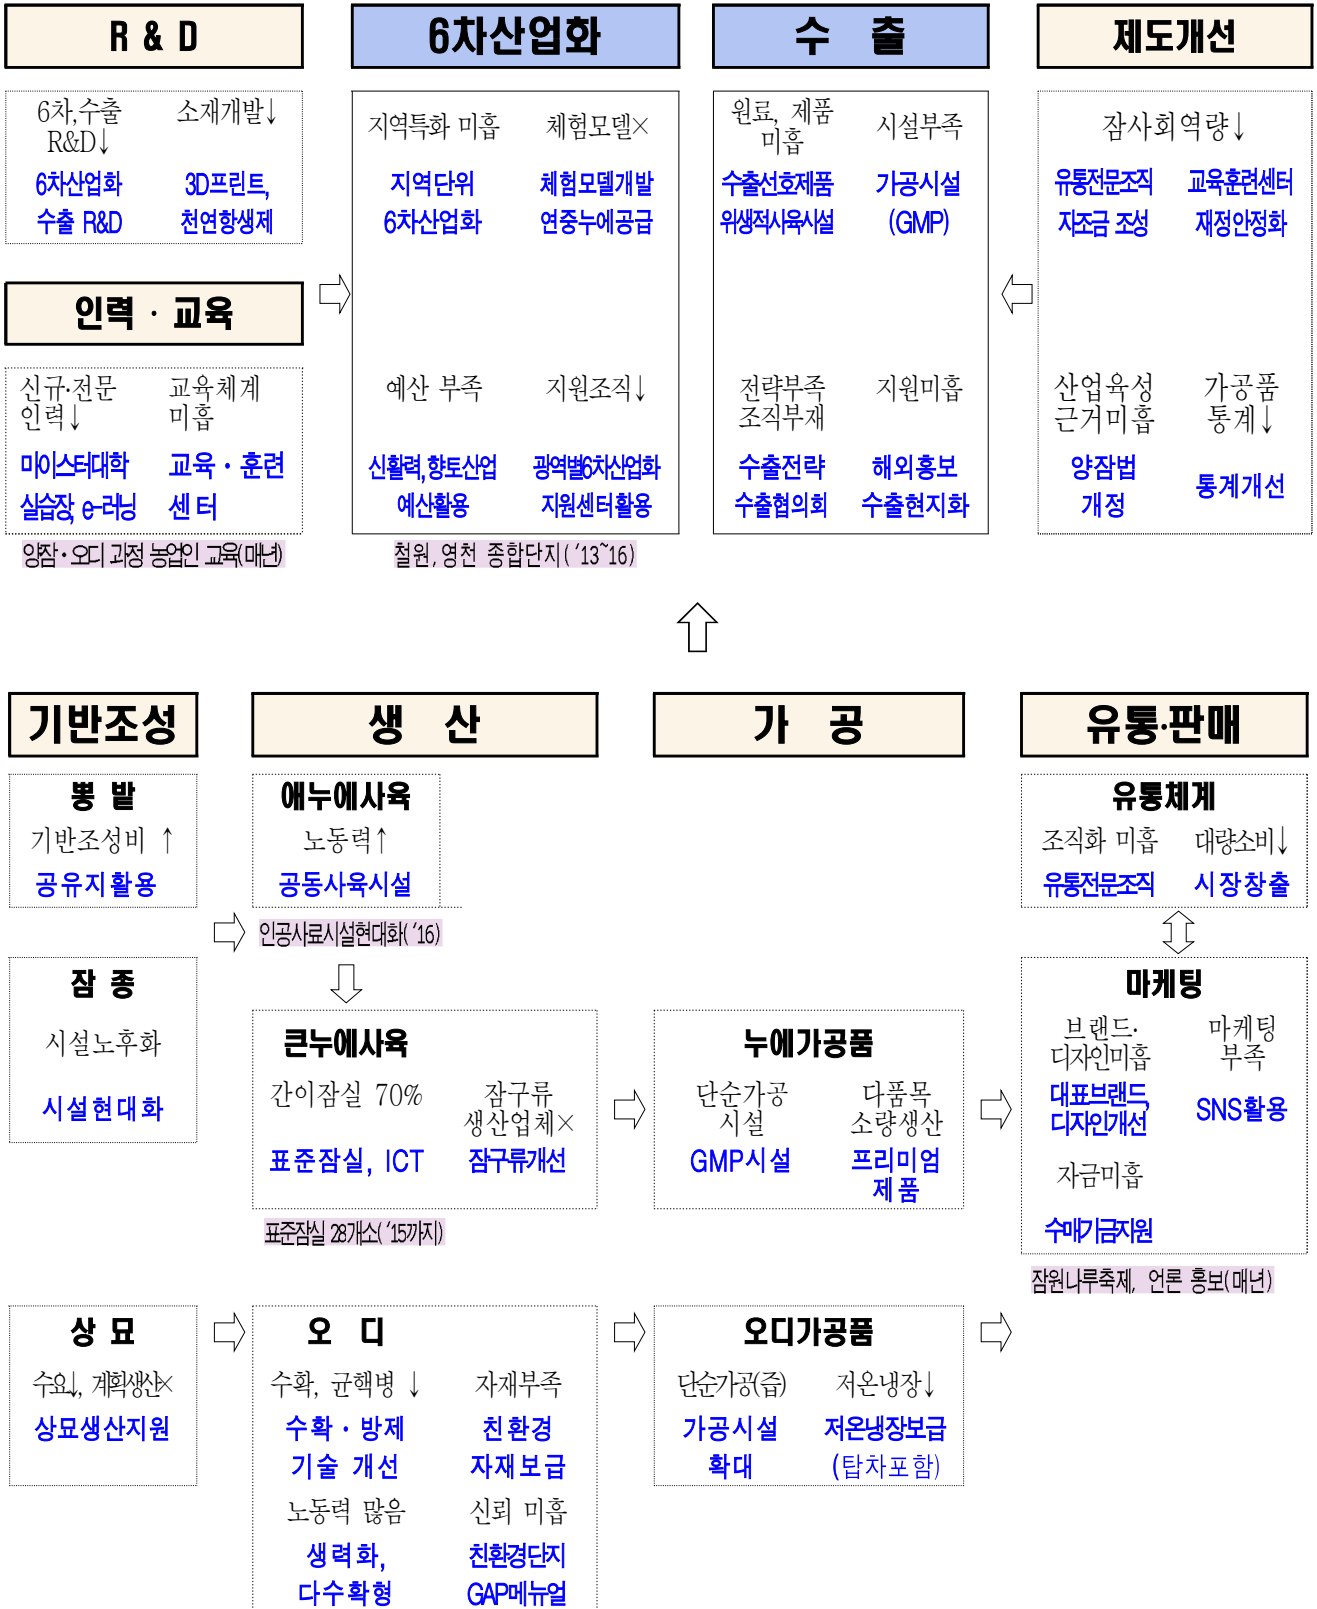 R & D
6차,수출
R&D↓
소재개발↓
6차산업화
수출 R&D
3D프린트,
천연항생제
인력 · 교육
신규·전문
인력↓
교육체계
미흡
마이스터대학
실습장, e-러닝
교육 · 훈련
센터
양잠·오디 과정 농업인 교육(매년)
6차산업화
지역특화 미흡
체험모델×
지역단위
6차산업화
체험모델개발
연중누에공급
예산 부족
지원조직↓
신활력,향토산업
예산활용
광역별6차산업화
지원센터활용
철원,영천 종합단지(‘13~16)
수 출
원료, 제품
미흡
시설부족
수출선호제품
위생적사육시설
가공시설
(GMP)
전략부족
조직부재
지원미흡
수출전략
수출협의회
해외홍보
수출현지화
제도개선
잠사회역량↓
유통전문조직
자조금 조성
교육훈련센터
재정안정화
산업육성
근거미흡
가공품
통계↓
양잠법
개정
통계개선
기반조성
뽕 밭
기반조성비 ↑
공유지활용
잠 종
시설노후화
시설현대화
상 묘
수요↓, 계획생산×
상묘생산지원
생 산
애누에사육
노동력↑
공동사육시설
인공사료시설현대화(‘16)
큰누에사육
간이잠실 70%
잠구류
생산업체×
표준잠실, ICT
잠구류개선
표준잠실 28개소(‘15까지)
오 디
수확, 균핵병 ↓
자재부족
수확·방제
기술 개선
친환경
자재보급
노동력 많음
신뢰 미흡
생력화,
다수확형
친환경단지
GAP메뉴얼
가 공
누에가공품
단순가공
시설
다품목
소량생산
GMP시설
프리미엄
제품
오디가공품
단순가공(즙)
저온냉장↓
가공시설
확대
저온냉장보급
(탑차포함)
유통·판매
유통체계
조직화 미흡
대량소비↓
유통전문조직
시장창출
마케팅
브랜드·
디자인미흡
마케팅
부족
대표브랜드,
디자인개선
SNS활용
자금미흡
수매기금지원
잠원나루축제, 언론 홍보(매년)